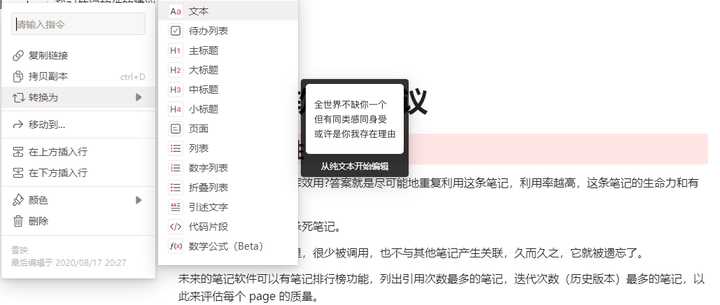 请输入指令
复制链接
拷贝副本 ctrl+D
转换为
移动到...
在上方插入行
在下方插入行
颜色
删除
最后编辑于 2020/08/17 20:27
Aa 文本
待办列表
H1 主标题
H2 大标题
H3 中标题
H4 小标题
页面
列表
数字列表
折叠列表
引述文字
代码片段
f(x) 数学公式（Beta）
全世界不缺你一个
但有同类感同身受
或许是你我存在理由
从纯文本开始编辑
议
效用?答案就是尽可能地重复利用这条笔记，利用率越高，这条笔记的生命力和有
死笔记。
，很少被调用，也不与其他笔记产生关联，久而久之，它就被遗忘了。
未来的笔记软件可以有笔记排行榜功能，列出引用次数最多的笔记，迭代次数（历史版本）最多的笔记，以
此来评估每个 page 的质量。